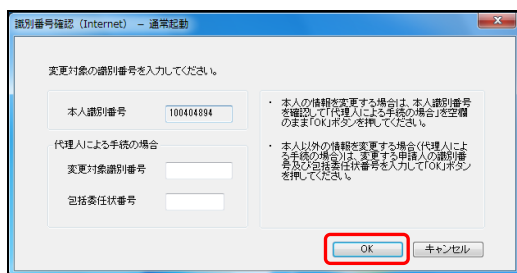 識別番号確認（Internet） － 通常起動
変更対象の識別番号を入力してください。
本人識別番号
100404894
・ 本人の情報を変更する場合は、本人識別番号
を確認して「代理人による手続の場合」を空欄
のまま「OK」ボタンを押してください。
代理人による手続の場合
・ 本人以外の情報を変更する場合(代理人によ
る手続の場合)は、変更する申請人の識別番
号及び包括委任状番号を入力して「OK」ボタン
を押してください。
変更対象識別番号
包括委任状番号
OK
キャンセル